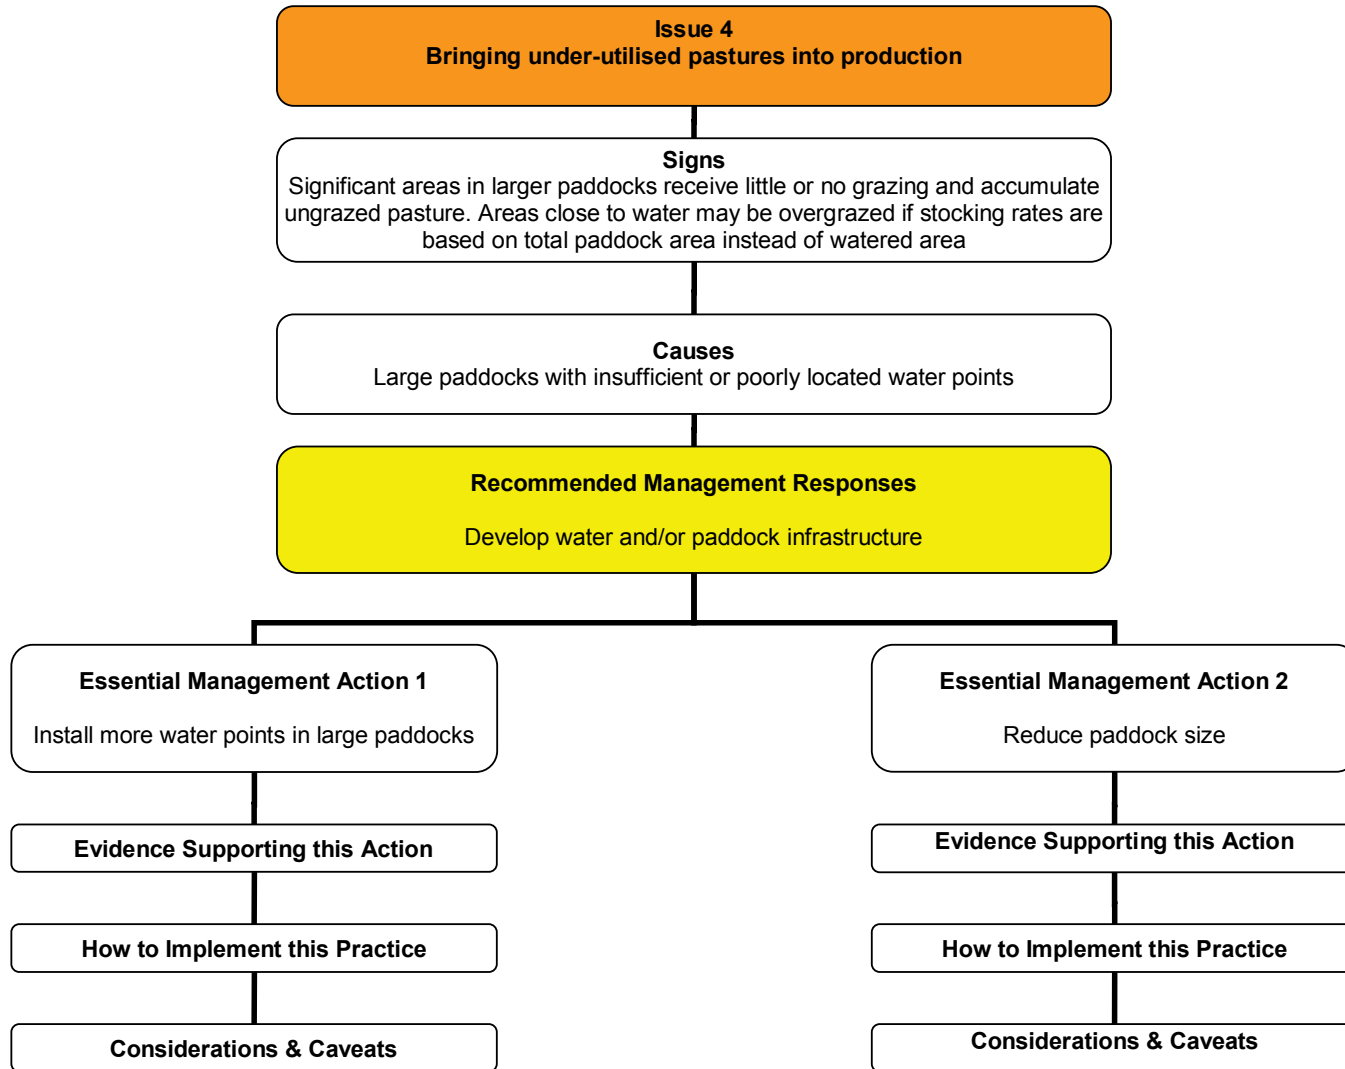 Issue 4
Bringing under-utilised pastures into production
Signs
Significant areas in larger paddocks receive little or no grazing and accumulate
ungrazed pasture. Areas close to water may be overgrazed if stocking rates are
based on total paddock area instead of watered area
Causes
Large paddocks with insufficient or poorly located water points
Recommended Management Responses
Develop water and/or paddock infrastructure
Essential Management Action 1
Install more water points in large paddocks
Evidence Supporting this Action
How to Implement this Practice
Considerations & Caveats
Essential Management Action 2
Reduce paddock size
Evidence Supporting this Action
How to Implement this Practice
Considerations & Caveats